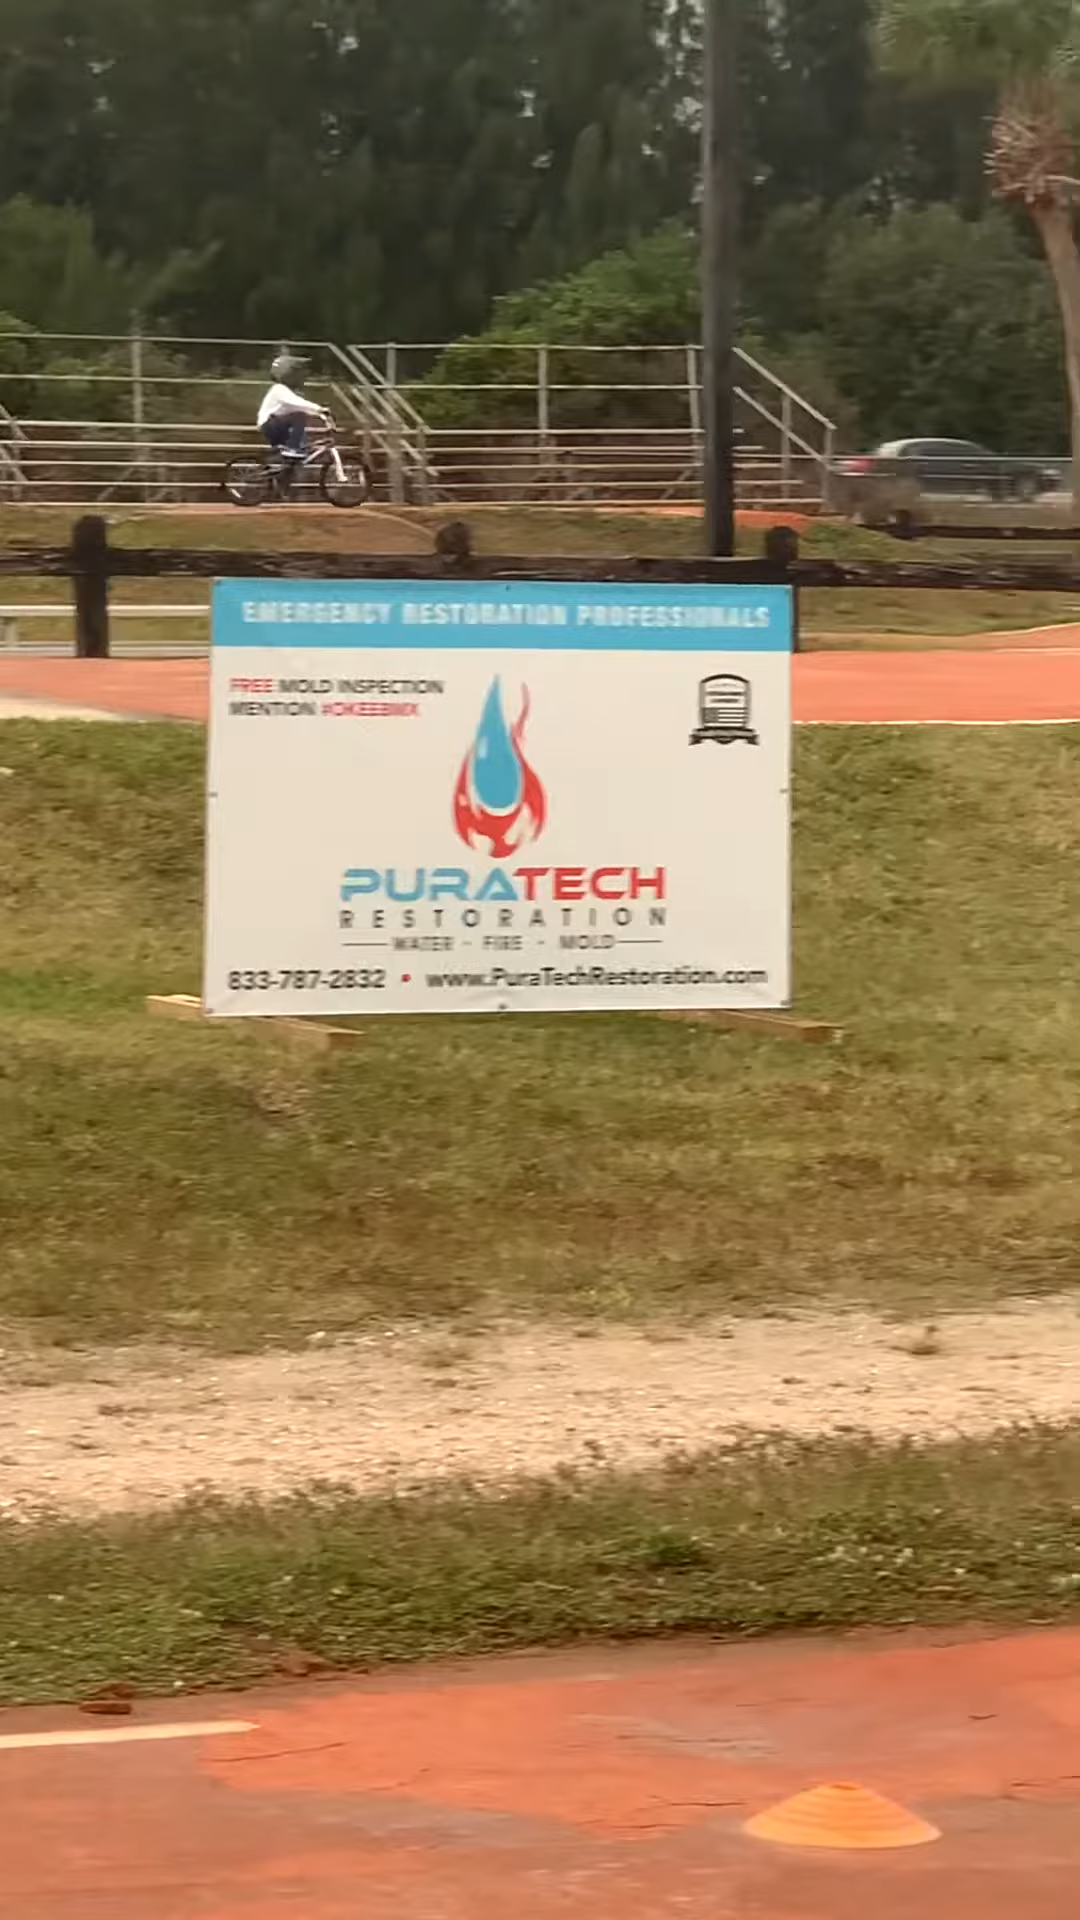 EMERGENCY RESTORATION PROFESSIONALS
FREE MOLD INSPECTION
MENTION #OKEEBMX
PURATECH
RESTORATION
WATER - FIRE - MOLD
833-787-2832 • www.PuraTechRestoration.com